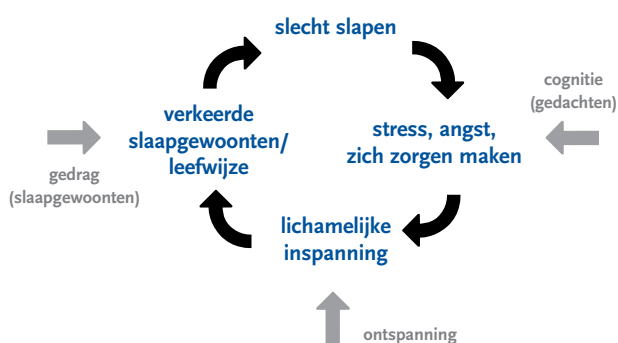 slecht slapen
cognitie
(gedachten)
verkeerde
slaapgewoonten/
leefwijze
stress, angst,
zich zorgen maken
gedrag
(slaapgewoonten)
lichamelijke
inspanning
ontspanning